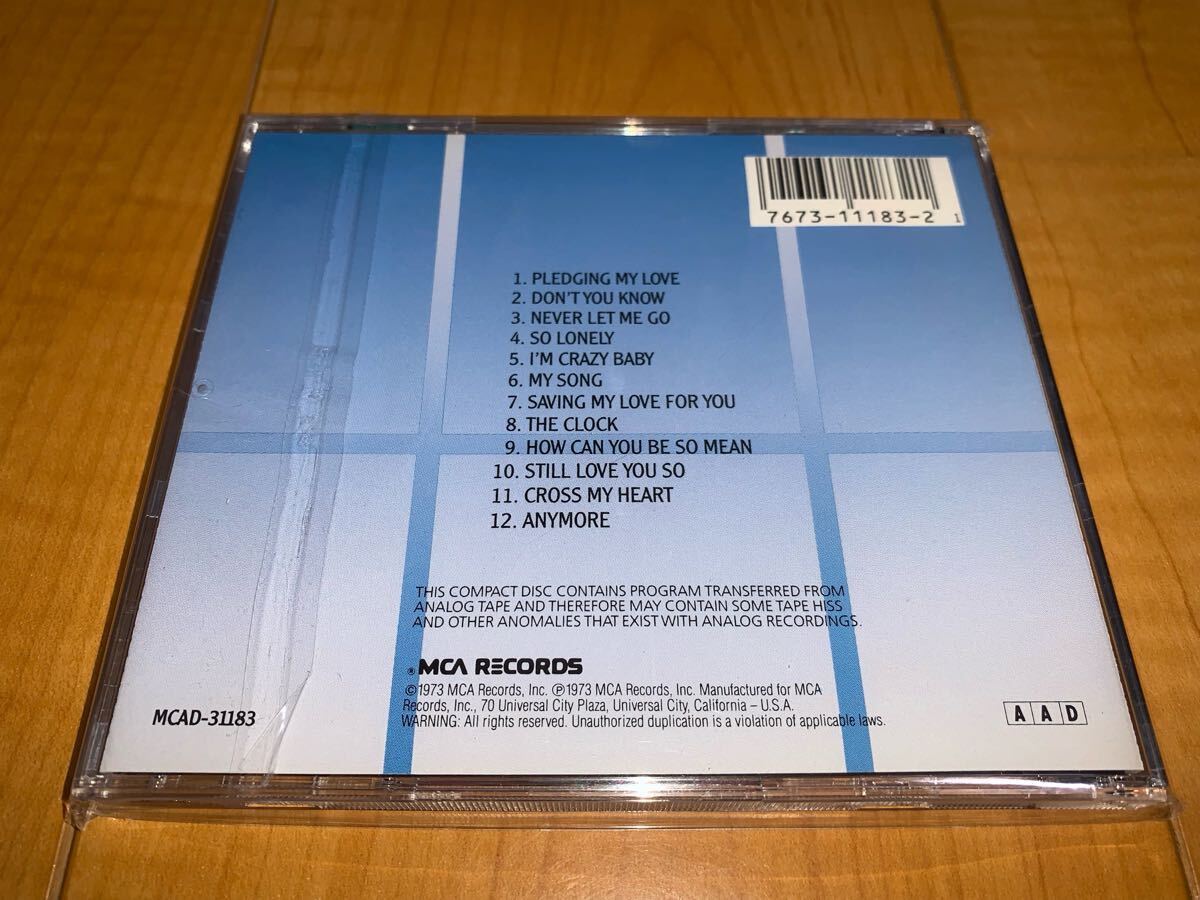 7673-11183-2 1
1. PLEDGING MY LOVE
2. DON'T YOU KNOW
3. NEVER LET ME GO
4. SO LONELY
5. I'M CRAZY BABY
6. MY SONG
7. SAVING MY LOVE FOR YOU
8. THE CLOCK
9. HOW CAN YOU BE SO MEAN
10. STILL LOVE YOU SO
11. CROSS MY HEART
12. ANYMORE
THIS COMPACT DISC CONTAINS PROGRAM TRANSFERRED FROM
ANALOG TAPE AND THEREFORE MAY CONTAIN SOME TAPE HISS
AND OTHER ANOMALIES THAT EXIST WITH ANALOG RECORDINGS.
® MCA RECORDS
©1973 MCA Records, Inc. ℗1973 MCA Records, Inc. Manufactured for MCA
Records, Inc., 70 Universal City Plaza, Universal City, California – U.S.A.
WARNING: All rights reserved. Unauthorized duplication is a violation of applicable laws.
MCAD-31183
A A D